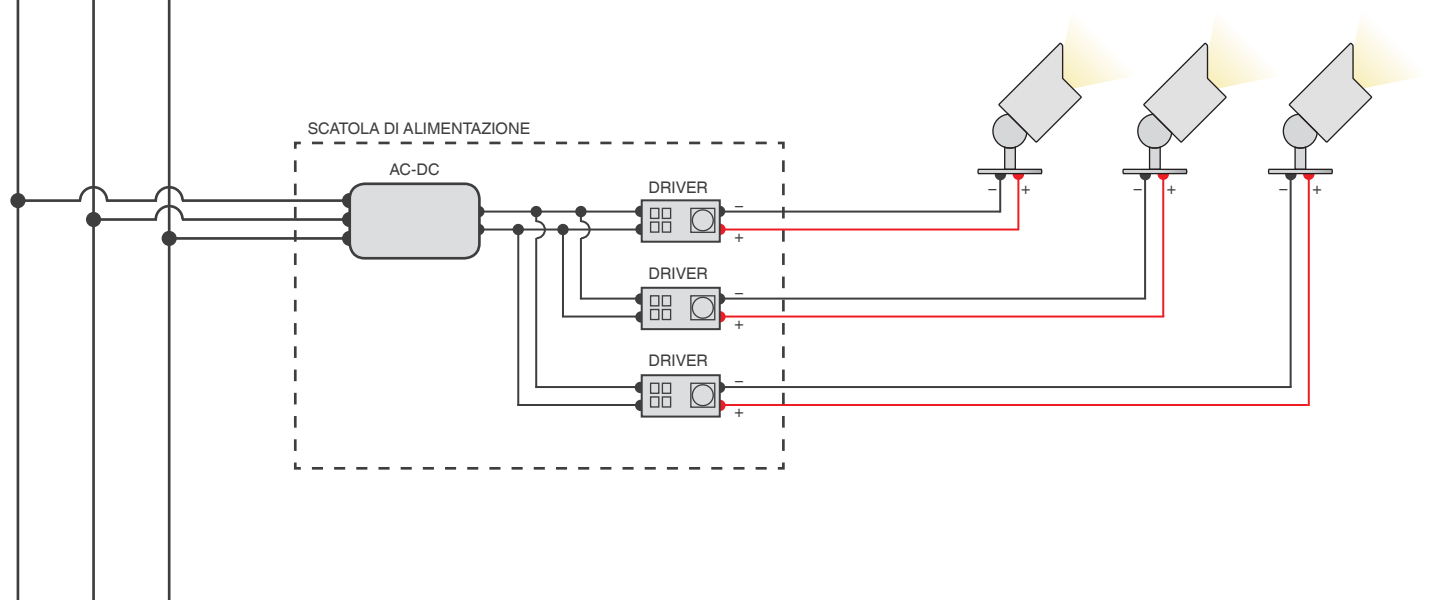 SCATOLA DI ALIMENTAZIONE
AC-DC
DRIVER
−
+
− +
− +
− +
DRIVER
−
+
DRIVER
−
+